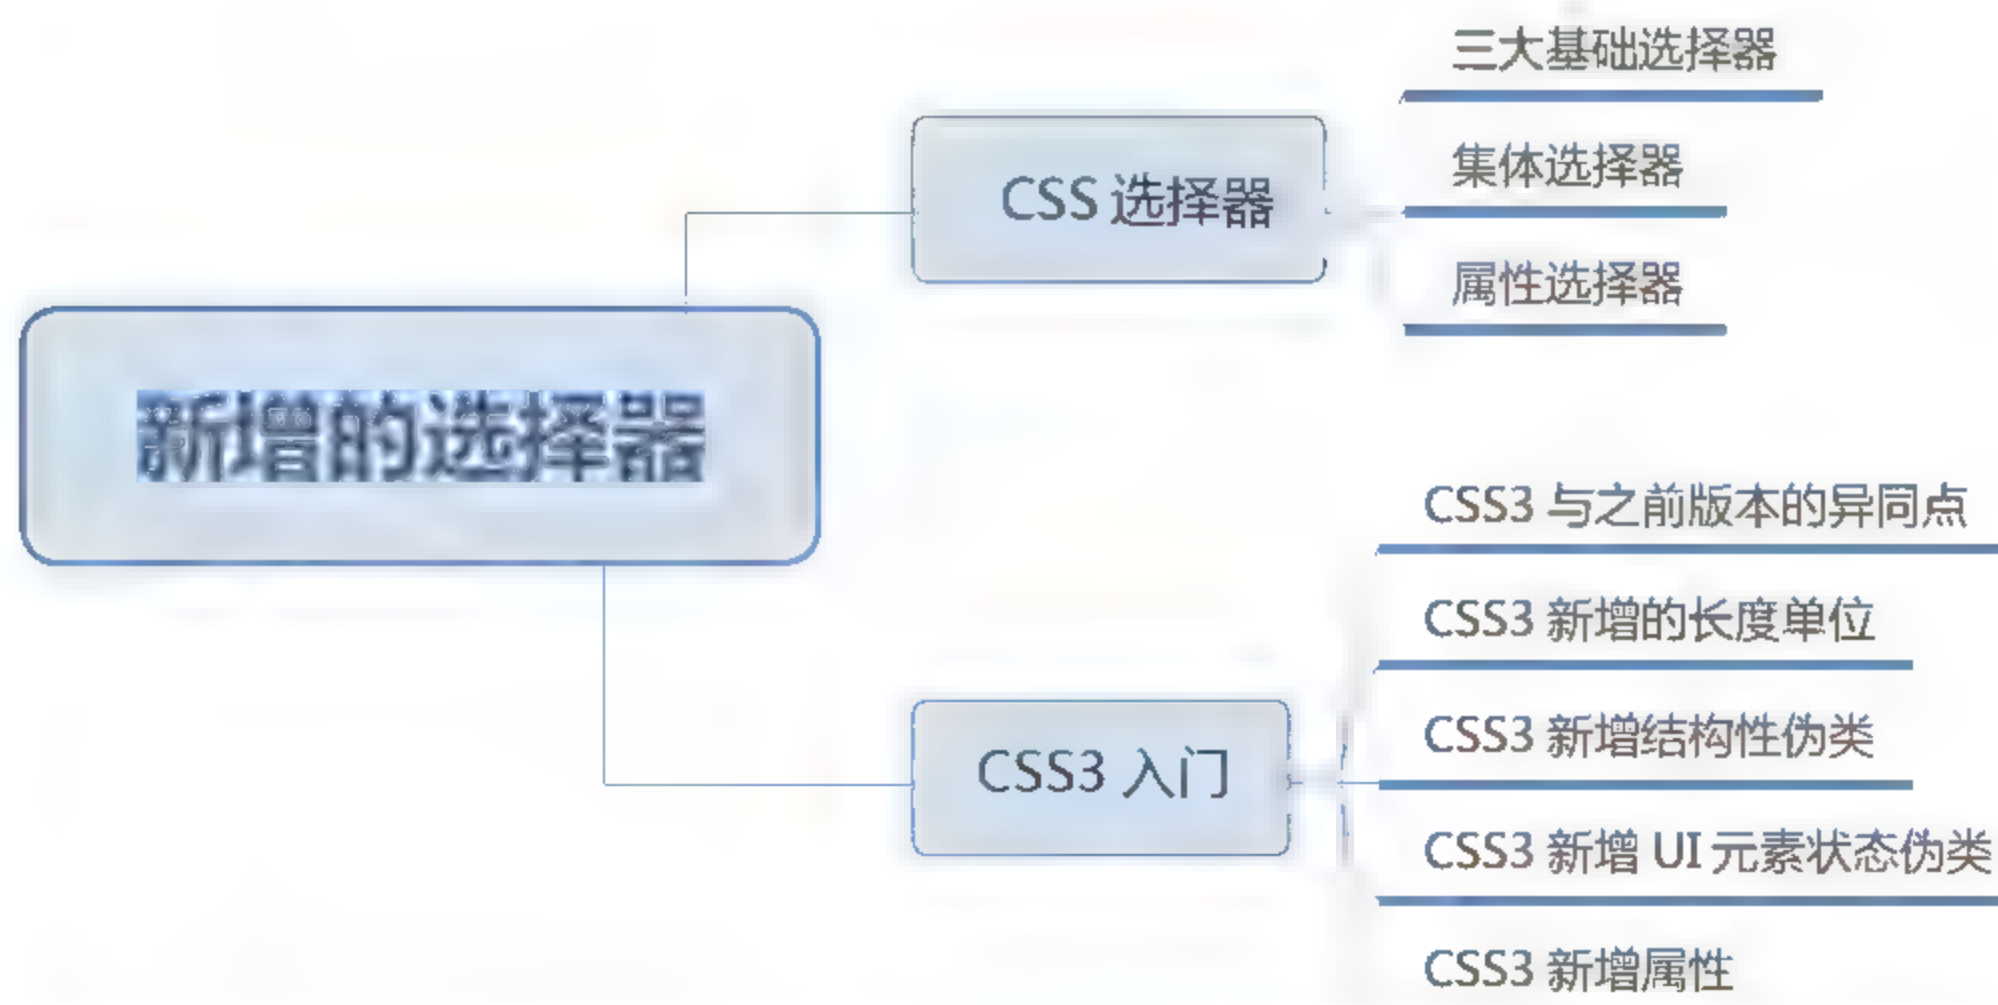 三大基础选择器
集体选择器
CSS 选择器
属性选择器
新增的选择器
CSS3 与之前版本的异同点
CSS3 新增的长度单位
CSS3 新增结构性伪类
CSS3 入门
CSS3 新增 UI 元素状态伪类
CSS3 新增属性